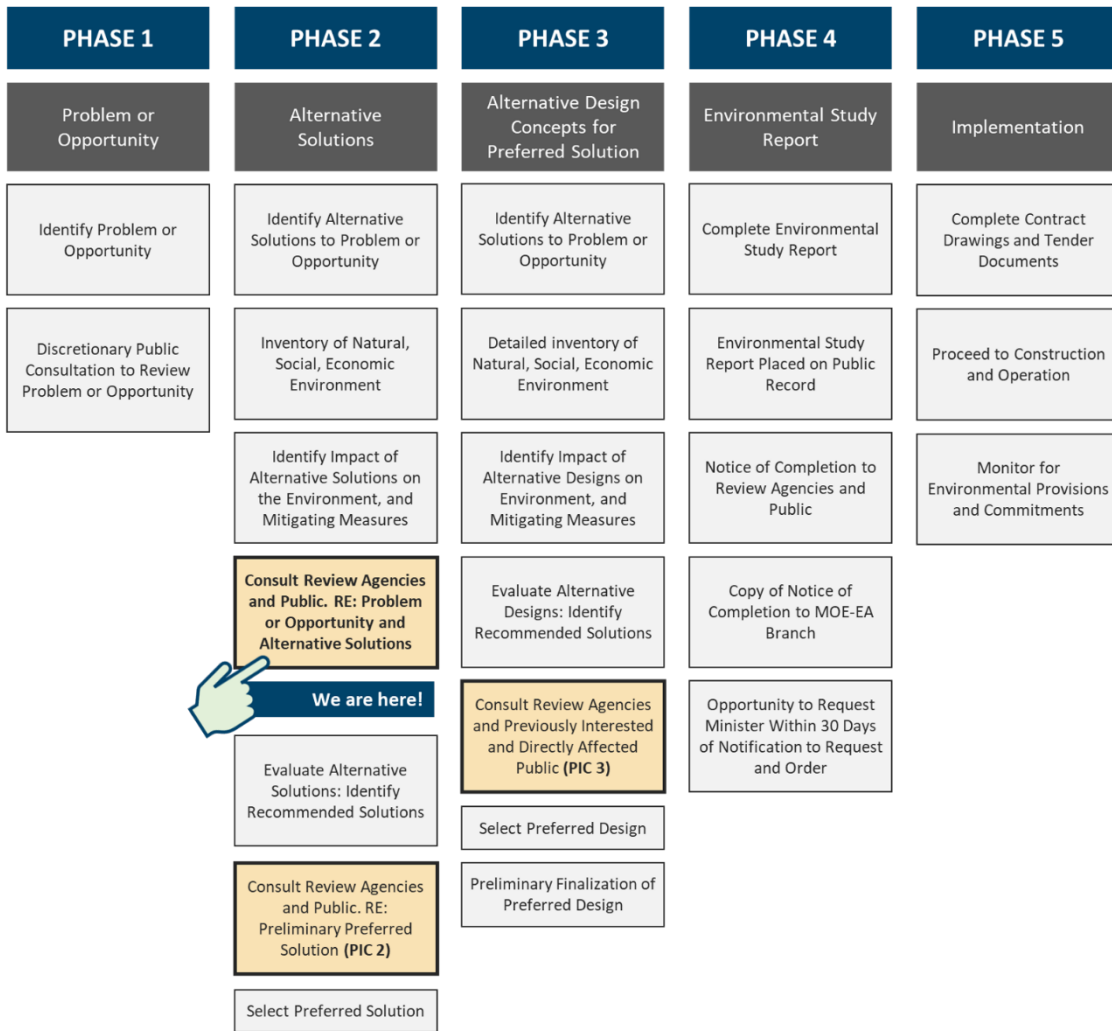 PHASE 1
Problem or
Opportunity
Identify Problem or
Opportunity
Discretionary Public
Consultation to Review
Problem or Opportunity
PHASE 2
Alternative
Solutions
Identify Alternative
Solutions to Problem or
Opportunity
Inventory of Natural,
Social, Economic
Environment
Identify Impact of
Alternative Solutions on
the Environment, and
Mitigating Measures
Consult Review Agencies
and Public. RE: Problem
or Opportunity and
Alternative Solutions
We are here!
Evaluate Alternative
Solutions: Identify
Recommended Solutions
Consult Review Agencies
and Public. RE:
Preliminary Preferred
Solution (PIC 2)
Select Preferred Solution
PHASE 3
Alternative Design
Concepts for
Preferred Solution
Identify Alternative
Solutions to Problem or
Opportunity
Detailed inventory of
Natural, Social, Economic
Environment
Identify Impact of
Alternative Designs on
Environment, and
Mitigating Measures
Evaluate Alternative
Designs: Identify
Recommended Solutions
Consult Review Agencies
and Previously Interested
and Directly Affected
Public (PIC 3)
Select Preferred Design
Preliminary Finalization of
Preferred Design
PHASE 4
Environmental Study
Report
Complete Environmental
Study Report
Environmental Study
Report Placed on Public
Record
Notice of Completion to
Review Agencies and
Public
Copy of Notice of
Completion to MOE-EA
Branch
Opportunity to Request
Minister Within 30 Days
of Notification to Request
and Order
PHASE 5
Implementation
Complete Contract
Drawings and Tender
Documents
Proceed to Construction
and Operation
Monitor for
Environmental Provisions
and Commitments